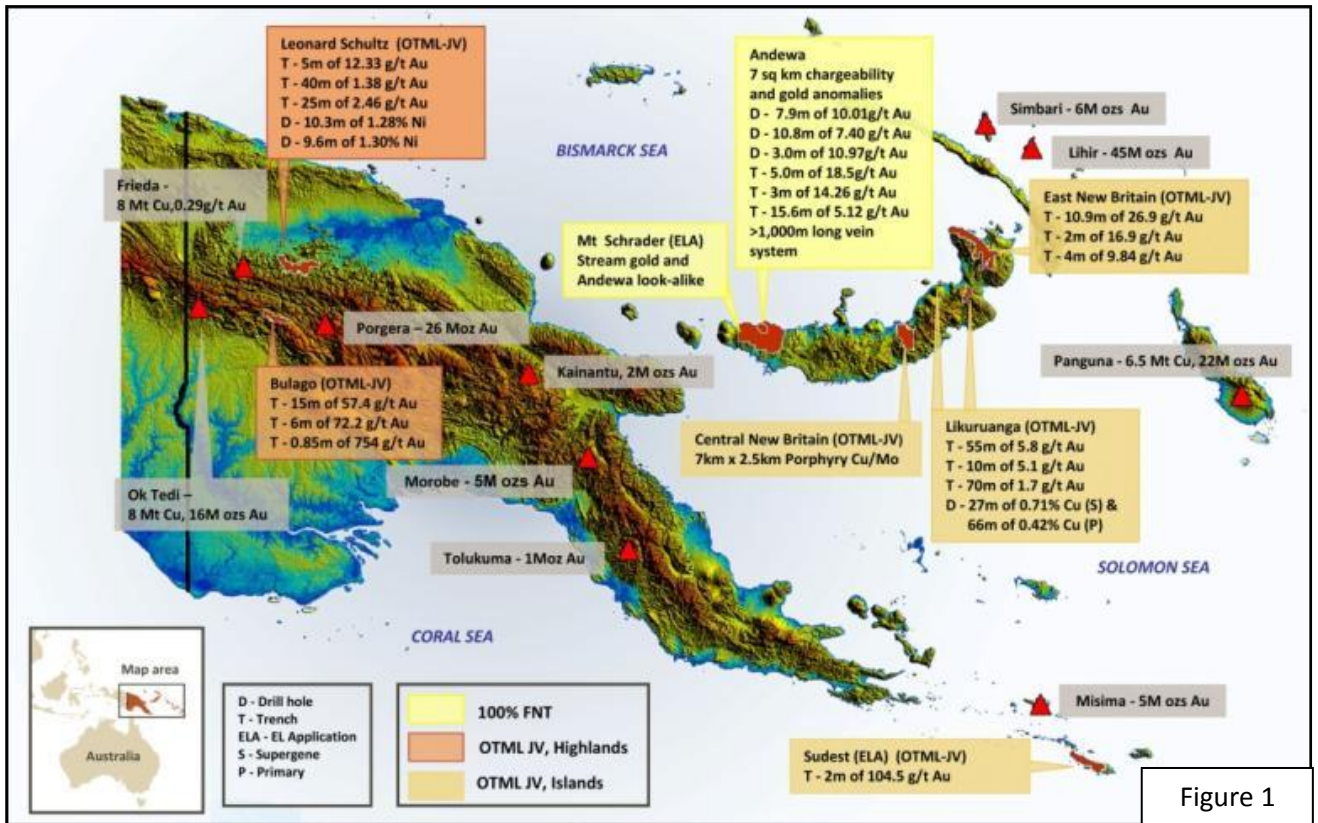 Leonard Schultz (OTML-JV)
T - 5m of 12.33 g/t Au
T - 40m of 1.38 g/t Au
T - 25m of 2.46 g/t Au
D - 10.3m of 1.28% Ni
D - 9.6m of 1.30% Ni
Andewa
7 sq km chargeability
and gold anomalies
D - 7.9m of 10.01g/t Au
D - 10.8m of 7.40 g/t Au
D - 3.0m of 10.97g/t Au
T - 5.0m of 18.5g/t Au
T - 3m of 14.26 g/t Au
T - 15.6m of 5.12 g/t Au
>1,000m long vein
system
Simbari - 6M ozs Au
Lihir - 45M ozs Au
BISMARCK SEA
Frieda -
8 Mt Cu,0.29g/t Au
East New Britain (OTML-JV)
T - 10.9m of 26.9 g/t Au
T - 2m of 16.9 g/t Au
T - 4m of 9.84 g/t Au
Mt Schrader (ELA)
Stream gold and
Andewa look-alike
Porgera – 26 Moz Au
Kainantu, 2M ozs Au
Panguna - 6.5 Mt Cu, 22M ozs Au
Bulago (OTML-JV)
T - 15m of 57.4 g/t Au
T - 6m of 72.2 g/t Au
T - 0.85m of 754 g/t Au
Central New Britain (OTML-JV)
7km x 2.5km Porphyry Cu/Mo
Likuruanga (OTML-JV)
T - 55m of 5.8 g/t Au
T - 10m of 5.1 g/t Au
T - 70m of 1.7 g/t Au
D - 27m of 0.71% Cu (S) &
66m of 0.42% Cu (P)
Morobe - 5M ozs Au
Ok Tedi –
8 Mt Cu, 16M ozs Au
Tolukuma - 1Moz Au
SOLOMON SEA
CORAL SEA
Map area
Australia
D - Drill hole
T - Trench
ELA - EL Application
S - Supergene
P - Primary
100% FNT
OTML JV, Highlands
OTML JV, Islands
Misima - 5M ozs Au
Sudest (ELA) (OTML-JV)
T - 2m of 104.5 g/t Au
Figure 1